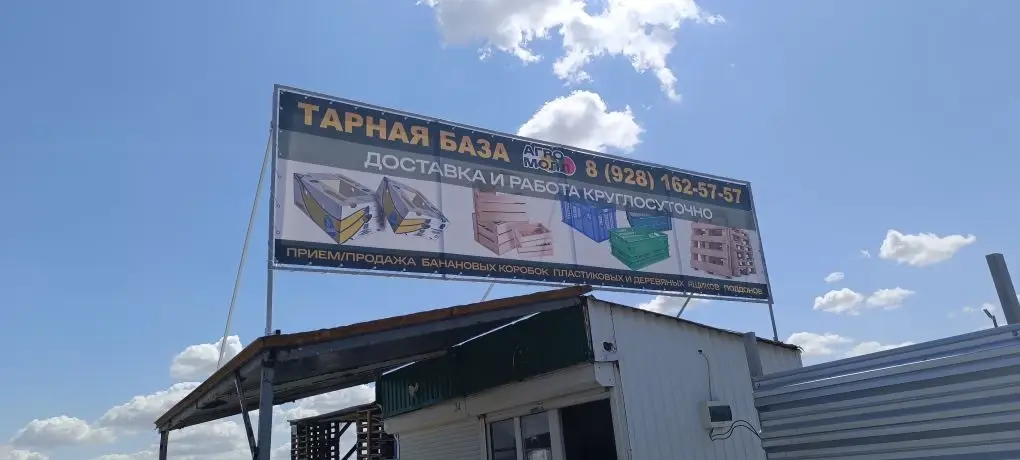 ТАРНАЯ БАЗА АГРО МОЛЛ 8 (928) 162-57-57
ДОСТАВКА И РАБОТА КРУГЛОСУТОЧНО
ПРИЕМ/ПРОДАЖА БАНАНОВЫХ КОРОБОК ПЛАСТИКОВЫХ И ДЕРЕВЯНЫХ ЯЩИКОВ ПОДДОНОВ